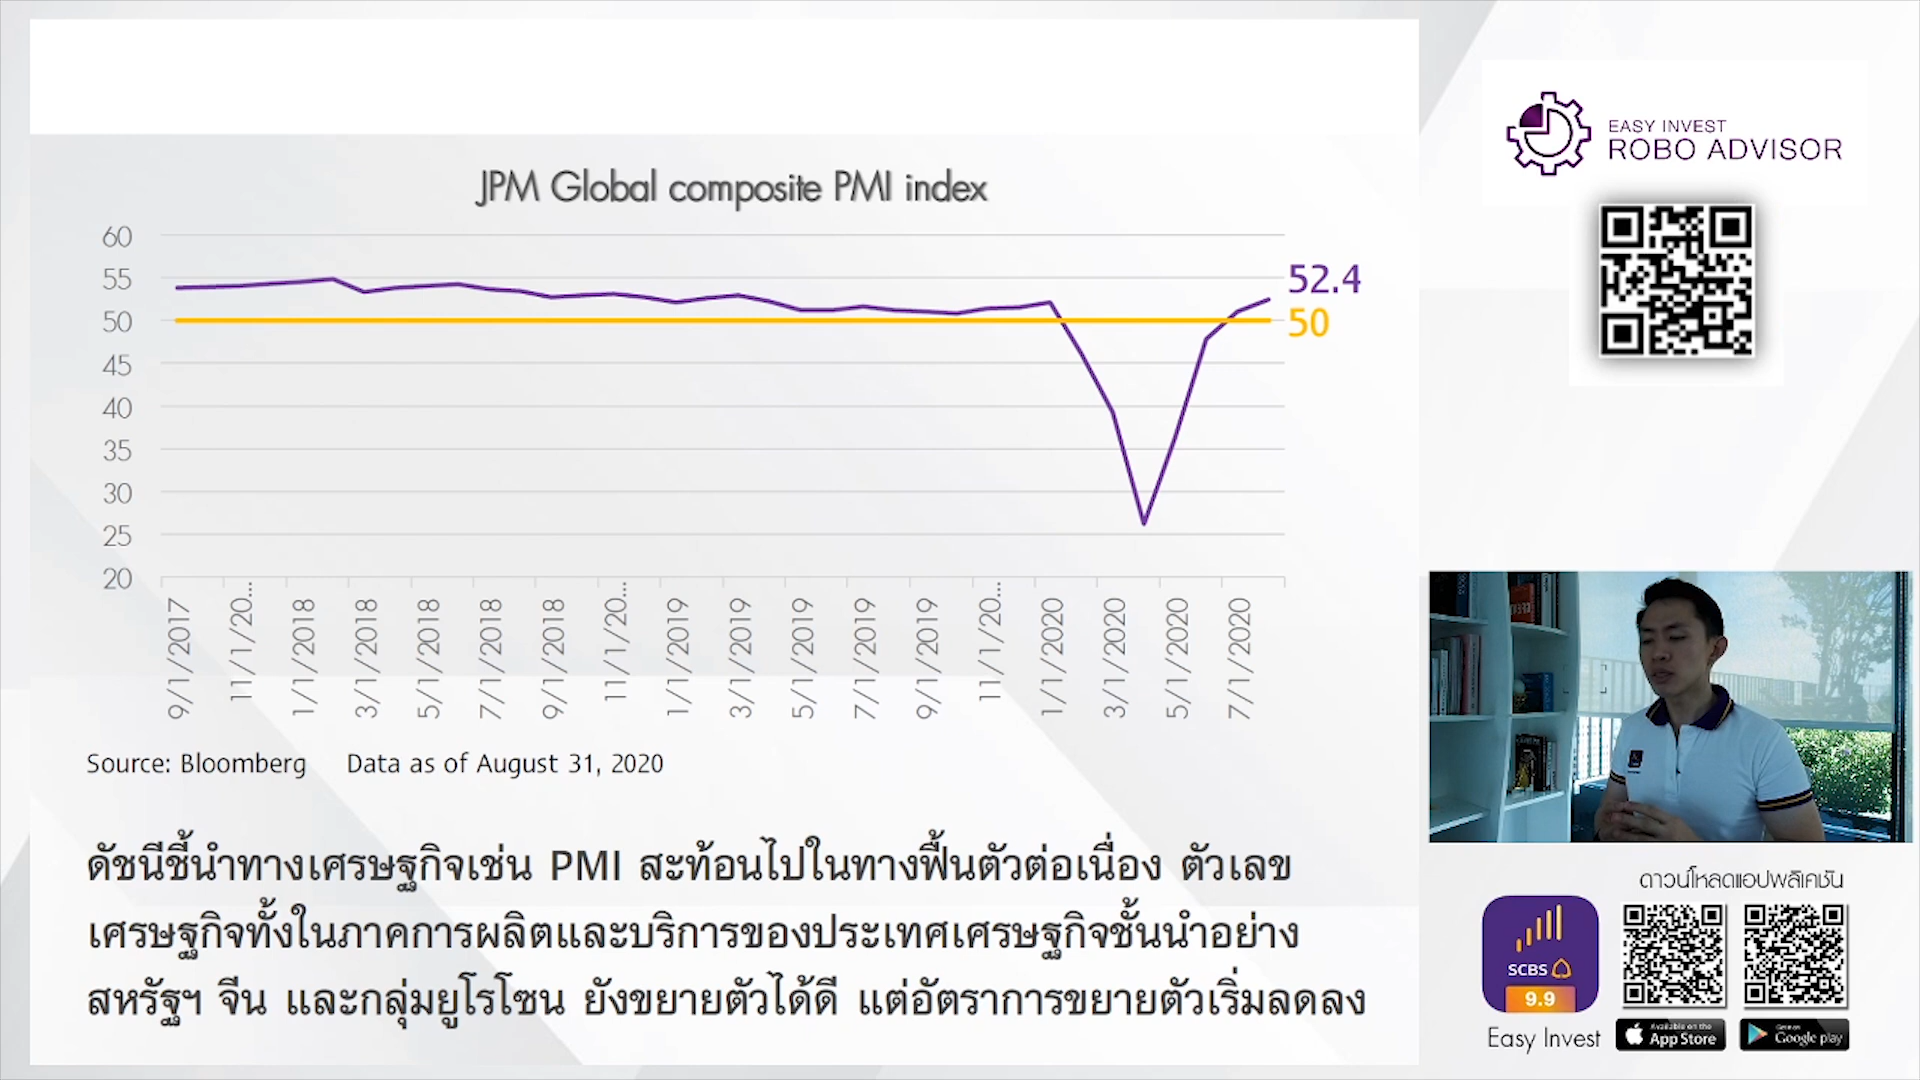 JPM Global composite PMI index
60
55
50
45
40
35
30
25
20
52.4
50
9/1/2017
11/1/20...
1/1/2018
3/1/2018
5/1/2018
7/1/2018
9/1/2018
11/1/20...
1/1/2019
3/1/2019
5/1/2019
7/1/2019
9/1/2019
11/1/20...
1/1/2020
3/1/2020
5/1/2020
7/1/2020
Source: Bloomberg Data as of August 31, 2020
ดัชนีชี้นำทางเศรษฐกิจเช่น PMI สะท้อนไปในทางฟื้นตัวต่อเนื่อง ตัวเลข
เศรษฐกิจทั้งในภาคการผลิตและบริการของประเทศเศรษฐกิจชั้นนำอย่าง
สหรัฐฯ จีน และกลุ่มยูโรโซน ยังขยายตัวได้ดี แต่อัตราการขยายตัวเริ่มลดลง
EASY INVEST
ROBO ADVISOR
ดาวน์โหลดแอปพลิเคชัน
SCBS
9.9
Easy Invest
Available on the
App Store
Google play